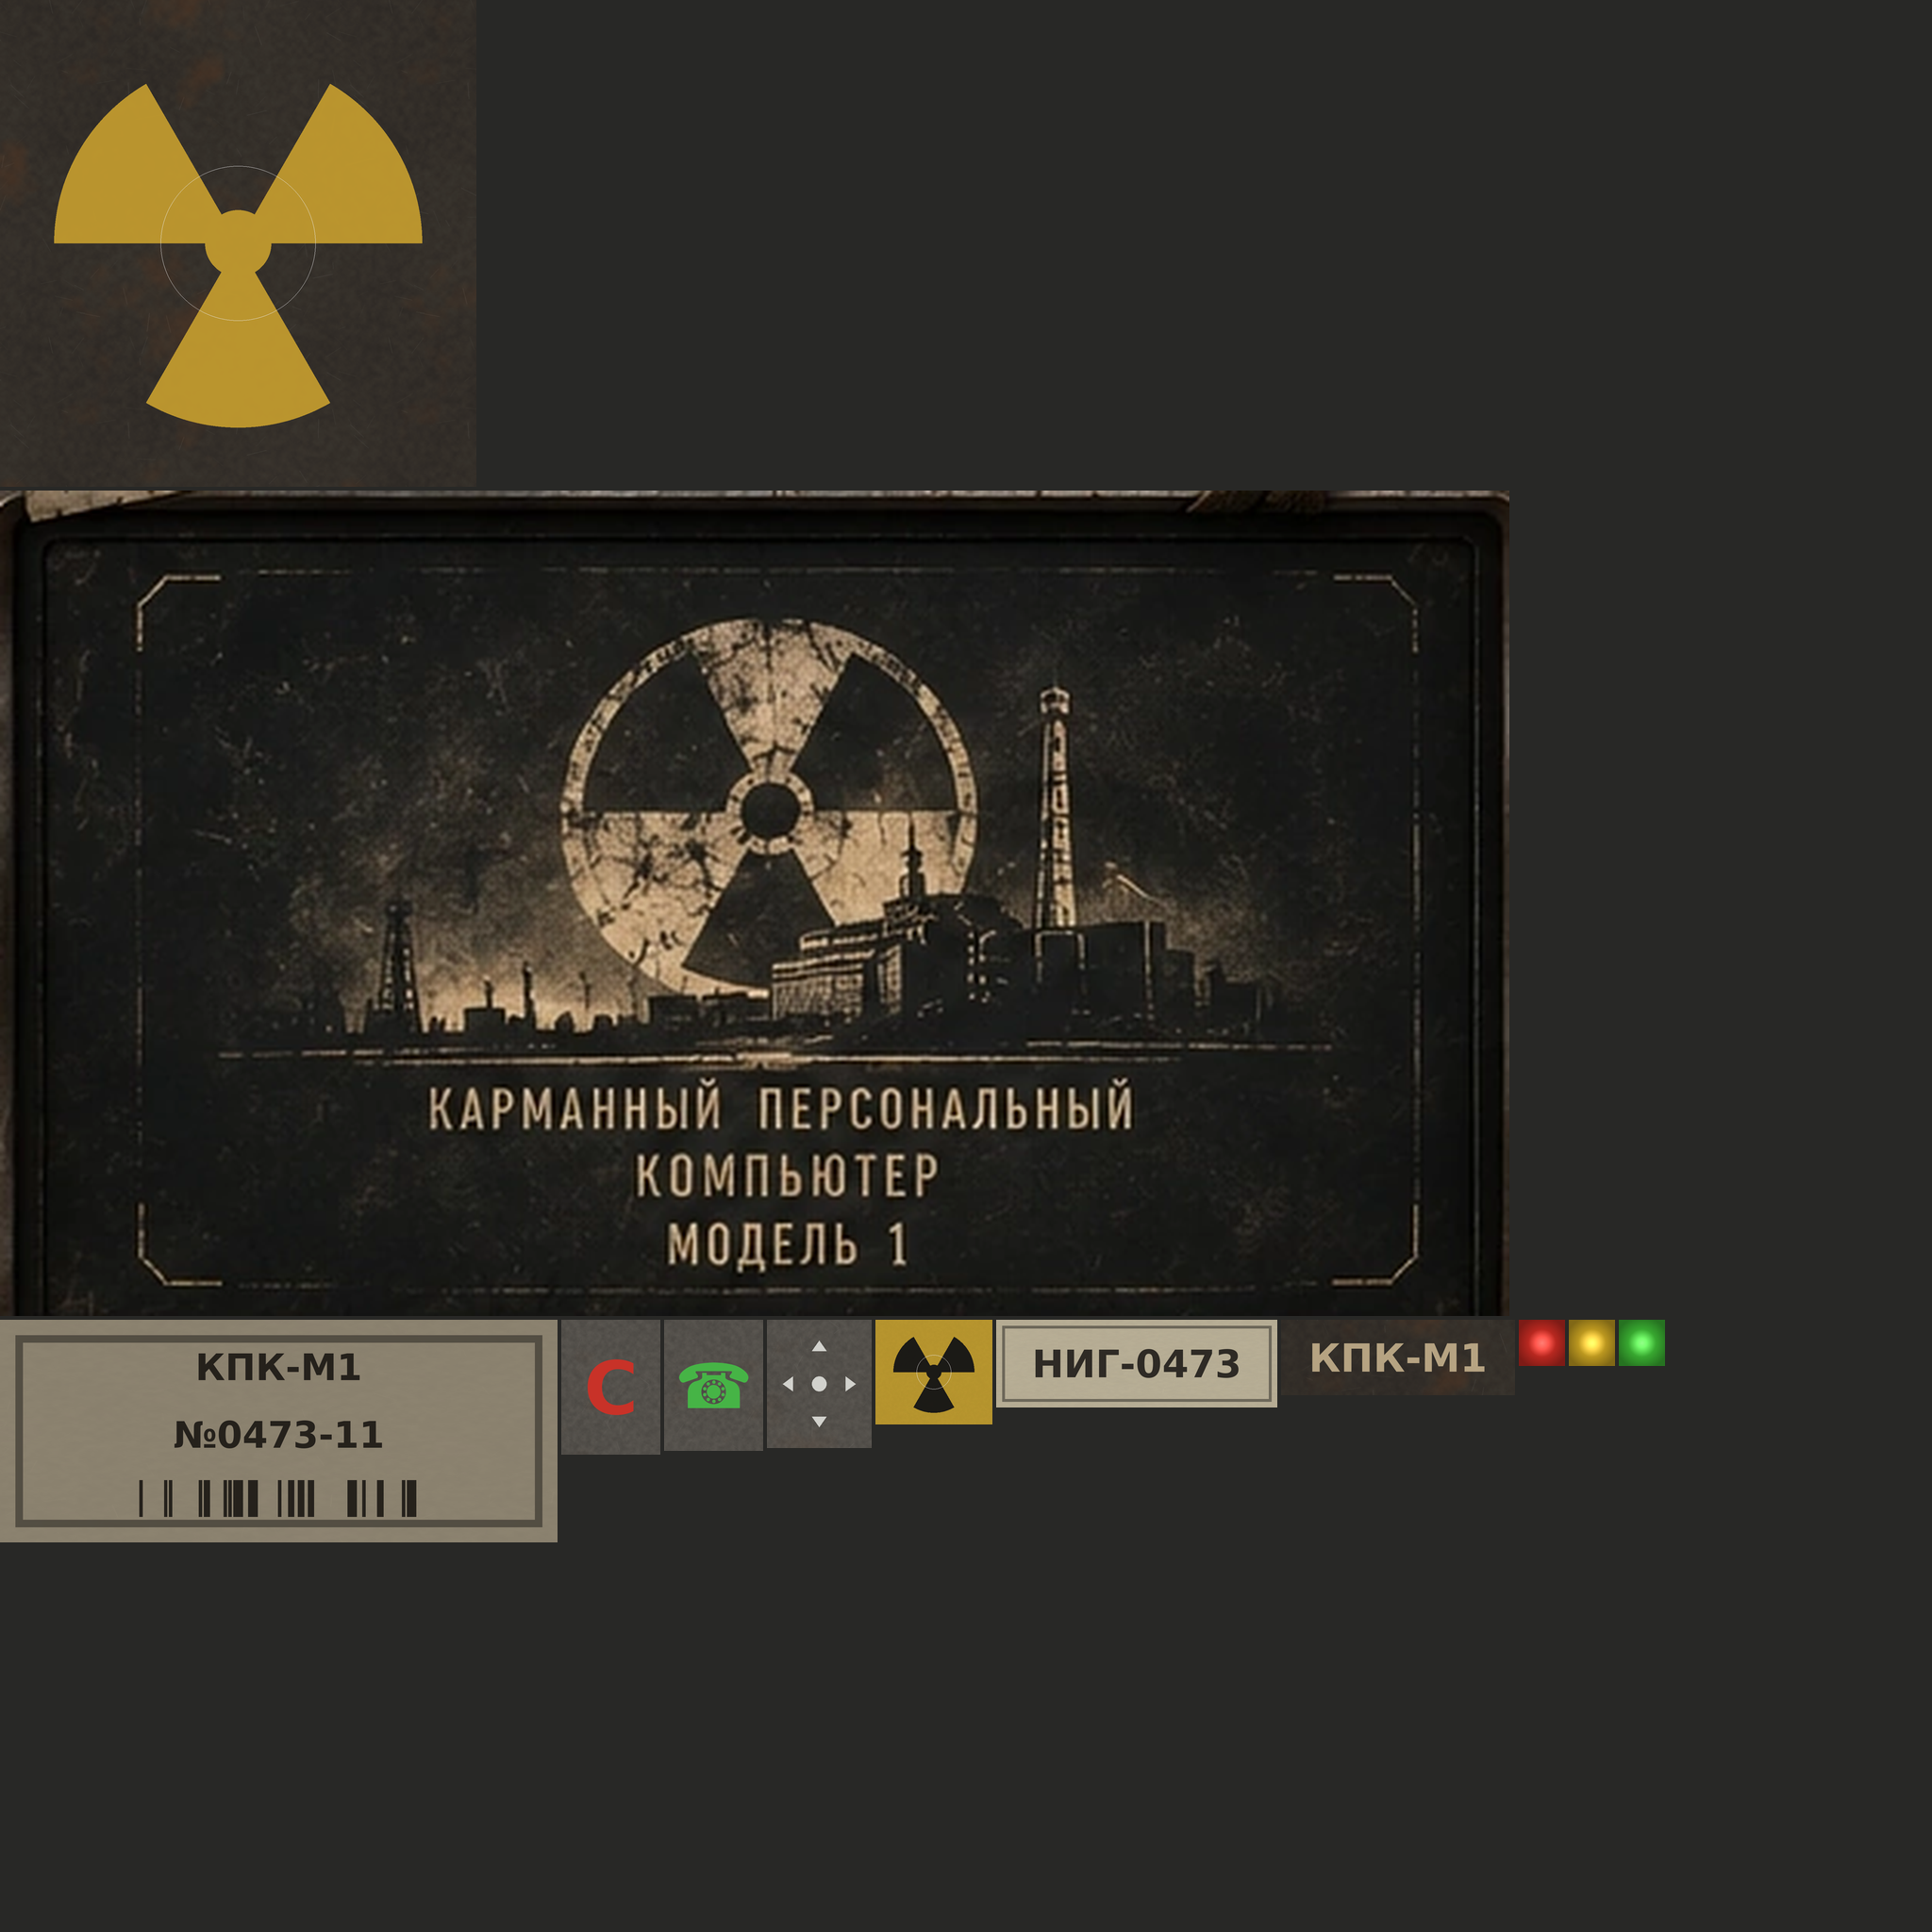 КАРМАННЫЙ ПЕРСОНАЛЬНЫЙ
КОМПЬЮТЕР
МОДЕЛЬ 1
КПК-М1
№0473-11
C
НИГ-0473
КПК-М1